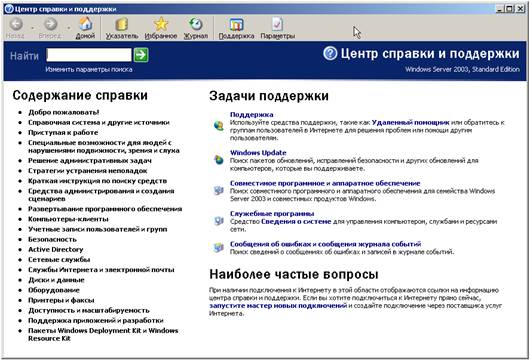 Центр справки и поддержки
Назад
Вперед
Домой
Указатель
Избранное
Журнал
Поддержка
Параметры
Найти
Изменить параметры поиска
Центр справки и поддержки
Windows Server 2003, Standard Edition
Содержание справки
Добро пожаловать!
Справочная система и другие источники
Приступая к работе
Специальные возможности для людей с
нарушениями подвижности, зрения и слуха
Решение административных задач
Стратегии устранения неполадок
Краткая инструкция по поиску средств
Средства администрирования и создания
сценариев
Развертывание программного обеспечения
Компьютеры-клиенты
Учетные записи пользователей и групп
Безопасность
Active Directory
Сетевые службы
Службы Интернета и электронной почты
Диски и данные
Оборудование
Принтеры и факсы
Доступность и масштабируемость
Поддержка приложений и разработки
Пакеты Windows Deployment Kit и Windows
Resource Kit
Задачи поддержки
Поддержка
Используйте средства поддержки, такие как Удаленный помощник или обратитесь к
группам пользователей в Интернете для решения проблем или помощи другим
пользователям.
Windows Update
Поиск пакетов обновлений, исправлений безопасности и других обновлений для
компьютеров, которые вы поддерживаете.
Совместимое программное и аппаратное обеспечение
Поиск совместимого программного и аппаратного обеспечения для семейства Windows
Server 2003 и совместимых продуктов Windows.
Служебные программы
Средство Сведения о системе для управления компьютером, службами и ресурсами
сети.
Сообщения об ошибках и сообщения журнала событий
Поиск сведений о сообщениях об ошибках и записей в журнале событий.
Наиболее частые вопросы
При наличии подключения к Интернету в этой области отображаются ссылки на информацию
центра справки и поддержки. Если вы хотите подключиться к Интернету прямо сейчас,
запустите мастер новых подключений и создайте подключение через поставщика услуг
Интернета.